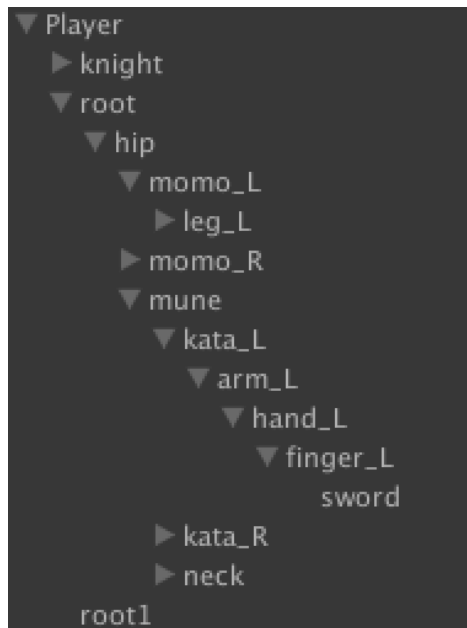 Player
knight
root
hip
momo_L
leg_L
momo_R
mune
kata_L
arm_L
hand_L
finger_L
sword
kata_R
neck
root1